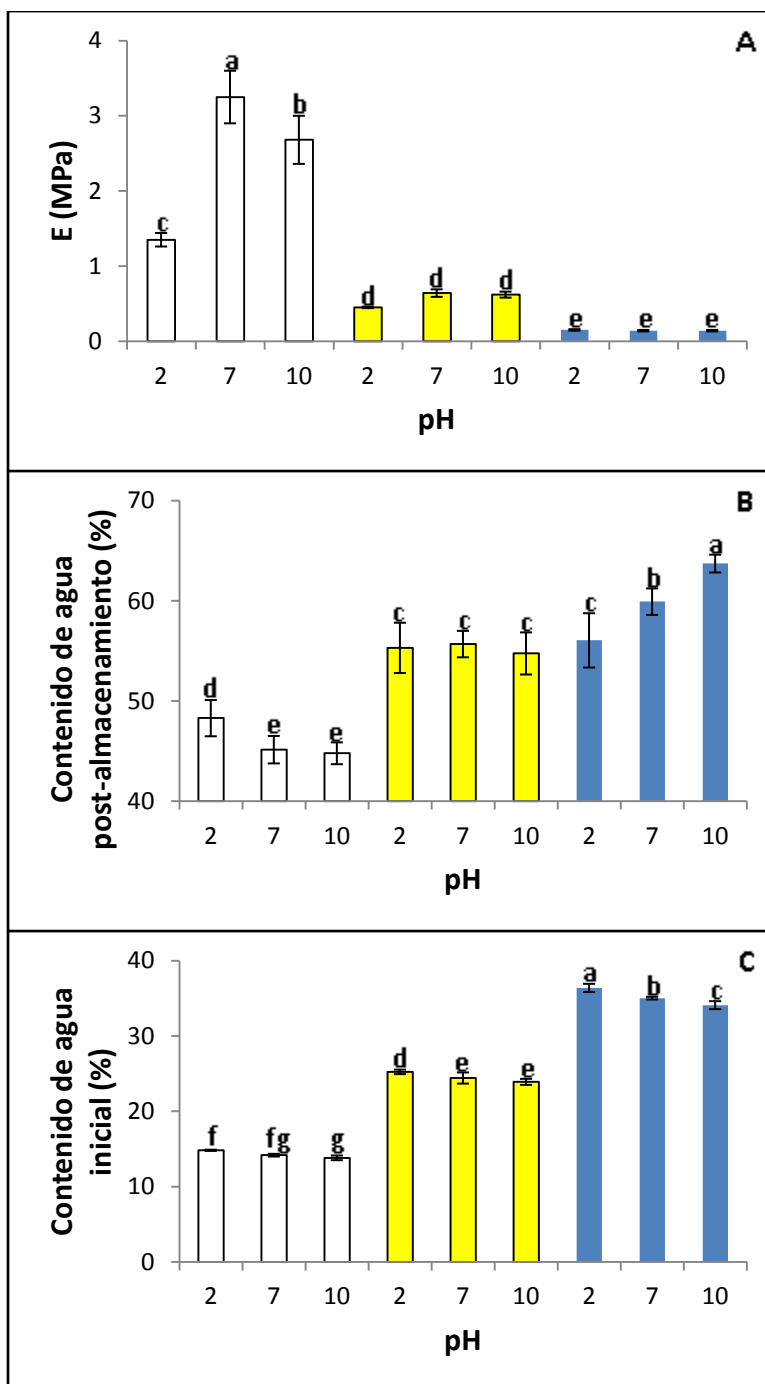 A
E (MPa)
4
3
2
1
0
a
b
c
d
d
d
e
e
e
2 7 10 2 7 10 2 7 10
pH
B
Contenido de agua
post-almacenamiento (%)
70
60
50
40
d
e
e
c
c
c
c
b
a
2 7 10 2 7 10 2 7 10
pH
C
Contenido de agua
inicial (%)
40
30
20
10
0
f
fg
g
d
e
e
a
b
c
2 7 10 2 7 10 2 7 10
pH